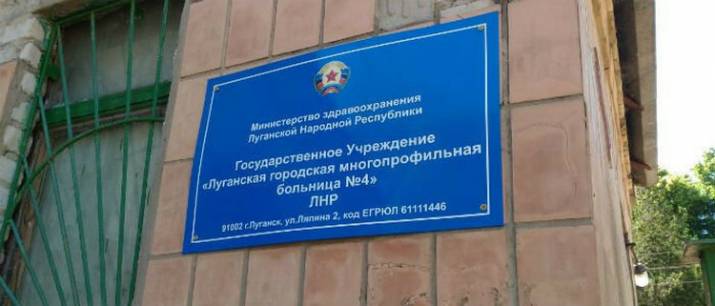 Министерство здравоохранения
Луганской Народной Республики
Государственное Учреждение
«Луганская городская многопрофильная
больница №4»
ЛНР
91002 г.Луганск, ул.Ляпина 2, код ЕГРЮЛ 61111446